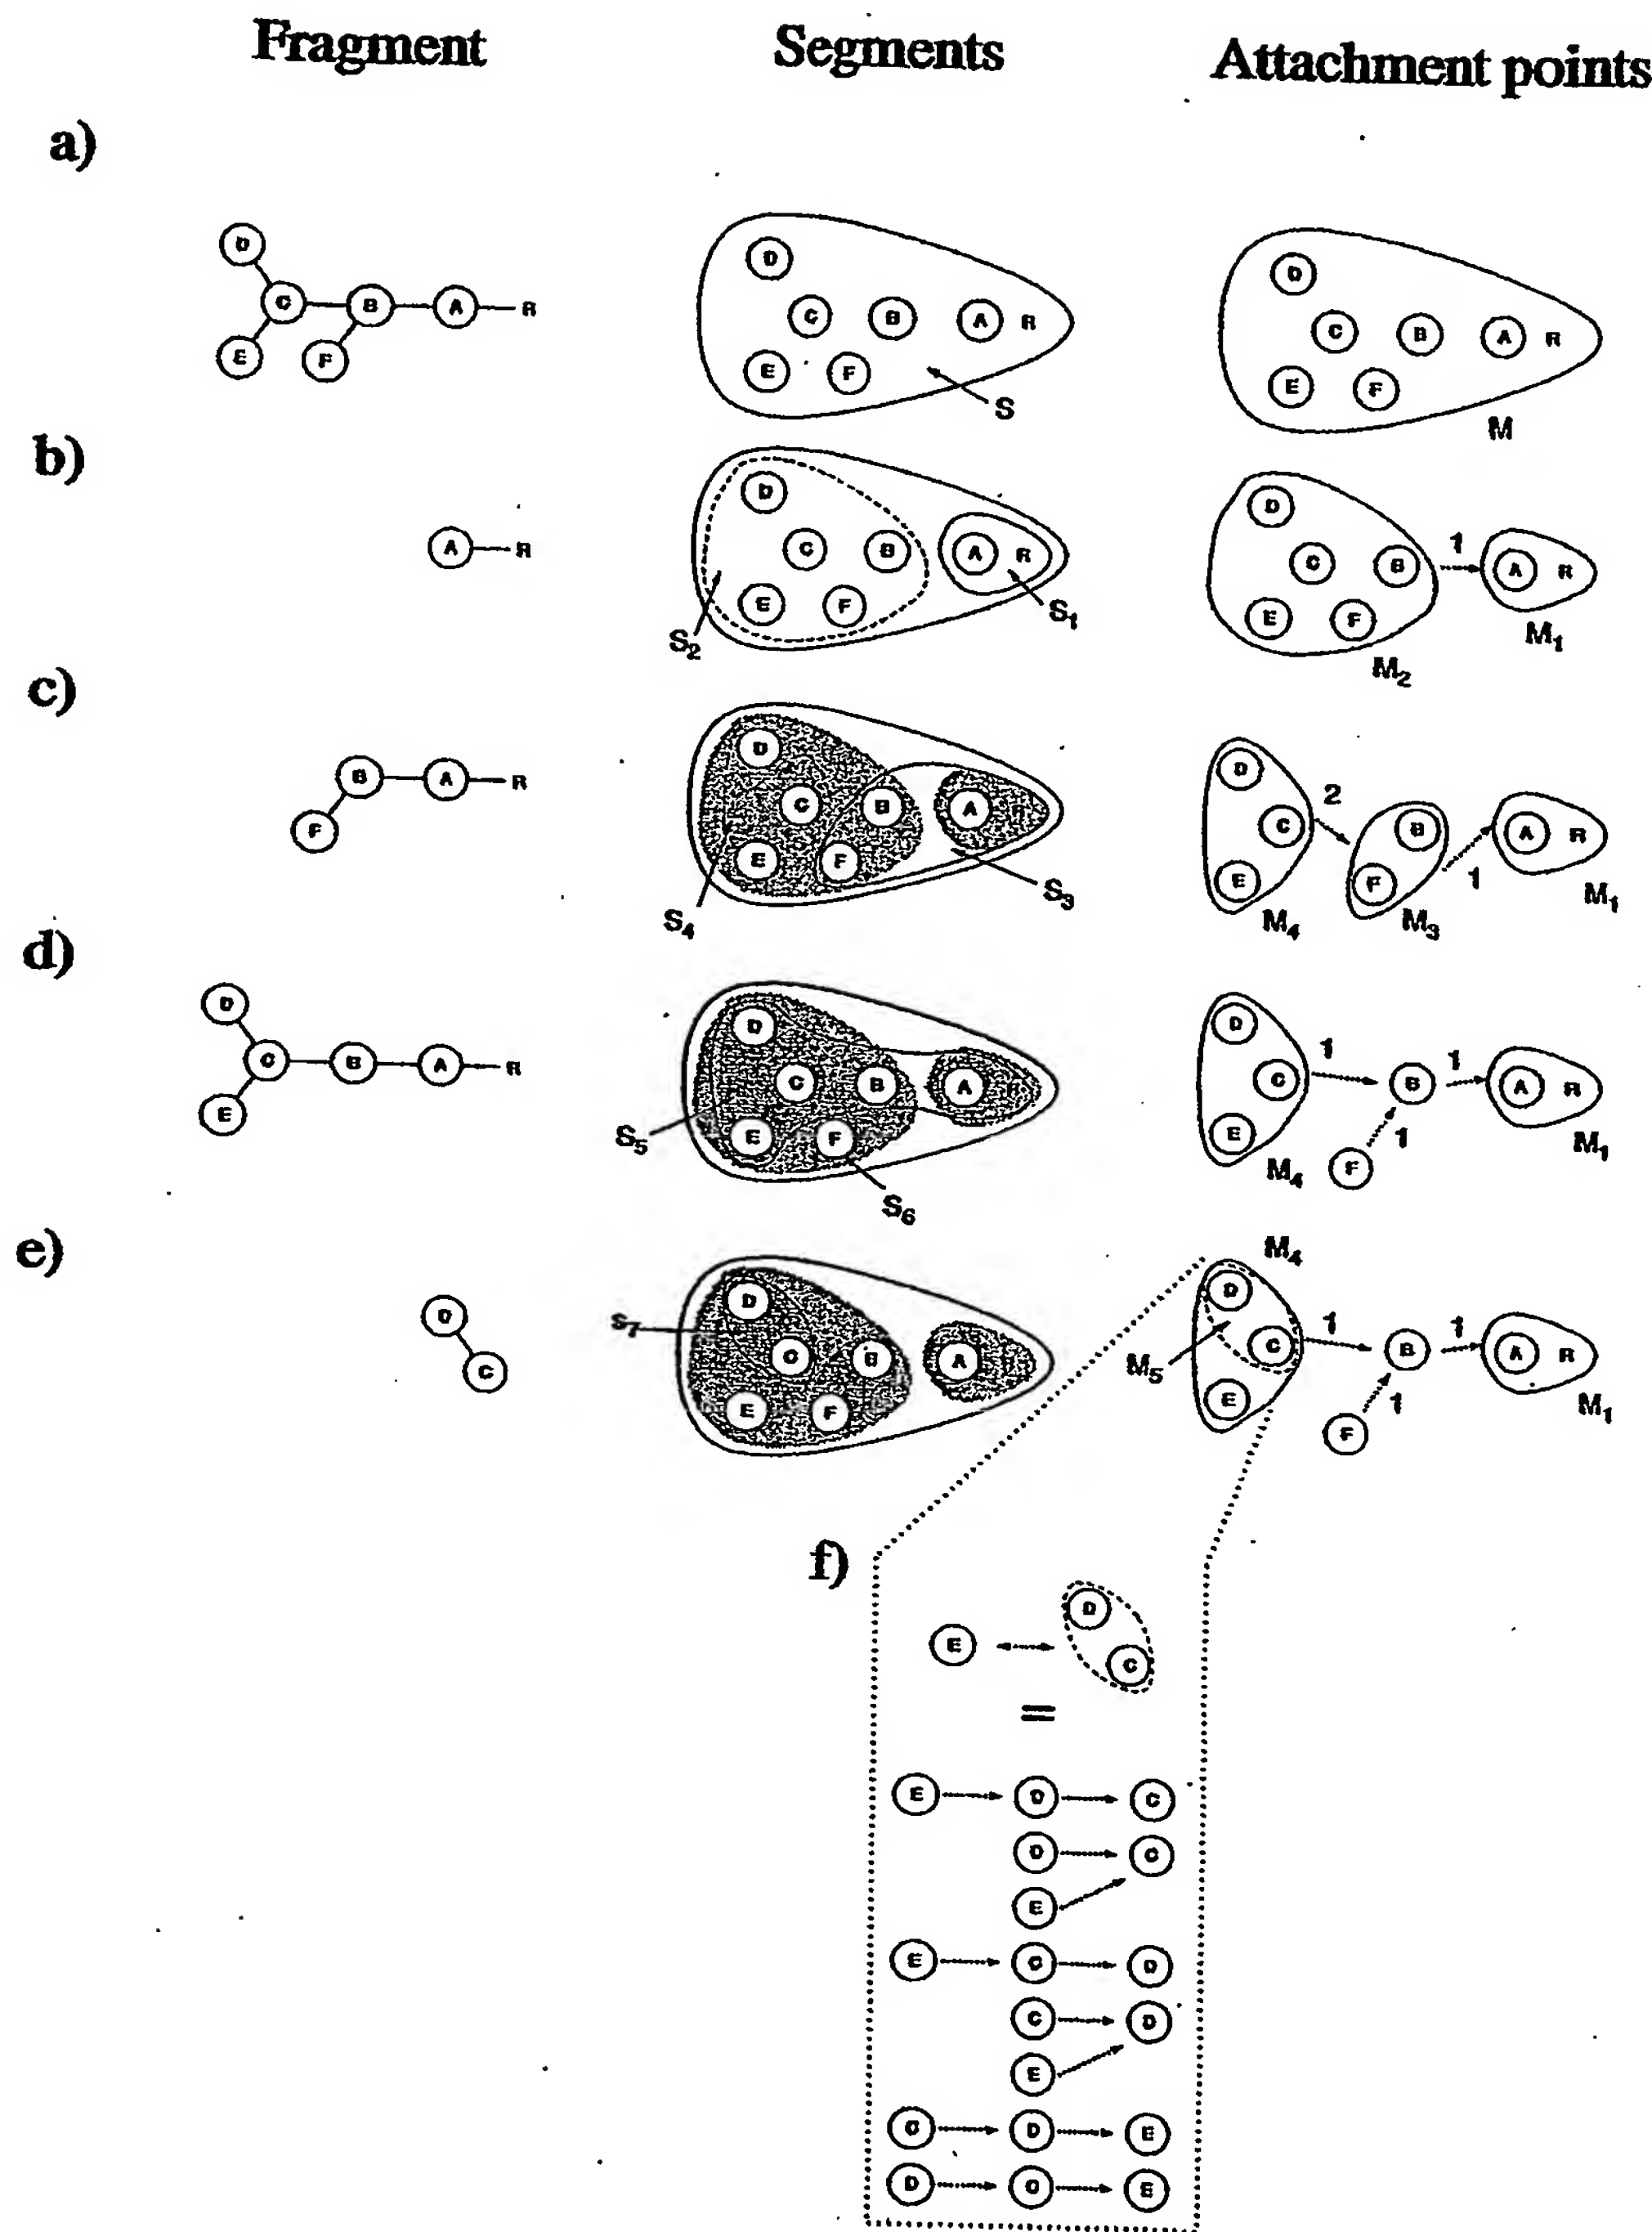 Fragment Segments Attachment points
a)
D D D
C B A R C B A R C B A R
E F E F E F
S M
b)
D D
A R C B A R C B 1 A R
E F E F
S2 S1 M2 M1
c)
D D
B A R C B A C 2 B A R
F E F E F 1
S4 S3 M4 M3 M1
d)
D D D
C B A R C B A C 1 B 1 A R
E E F E F 1
S5 S6 M4 M1
e)
M4
D D D
S7 C C B A M5 C 1 B 1 A R
E F E F 1
M1
f)
D
E C
=
E D C
D C
E
E C D
C D
E
C D E
D C E